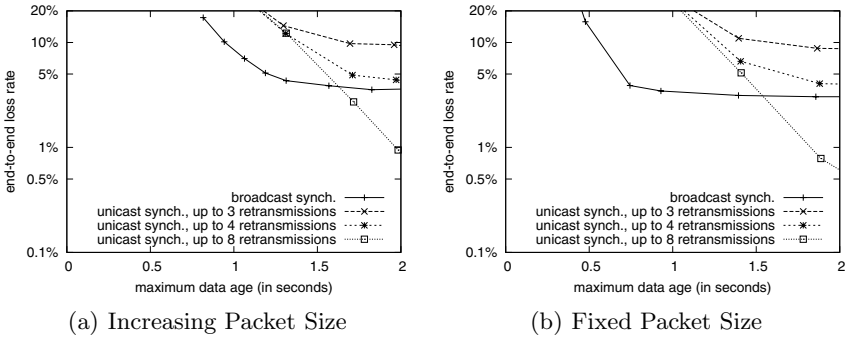 20%
10%
5%
1%
0.5%
0.1%
end-to-end loss rate
broadcast synch.
unicast synch., up to 3 retransmissions
unicast synch., up to 4 retransmissions
unicast synch., up to 8 retransmissions
0 0.5 1 1.5 2
maximum data age (in seconds)
(a) Increasing Packet Size
20%
10%
5%
1%
0.5%
0.1%
end-to-end loss rate
broadcast synch.
unicast synch., up to 3 retransmissions
unicast synch., up to 4 retransmissions
unicast synch., up to 8 retransmissions
0 0.5 1 1.5 2
maximum data age (in seconds)
(b) Fixed Packet Size